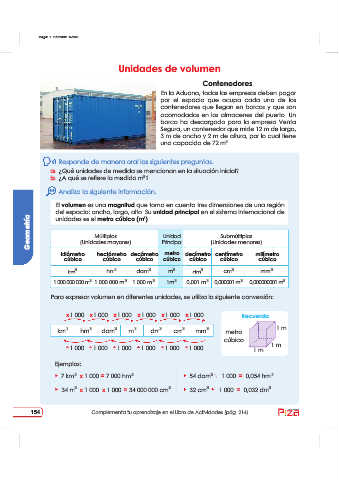 Unidades de volumen
Contenedores
En la Aduana, todas las empresas deben pagar
por el espacio que ocupa cada uno de los
contenedores que llegan en barcos y que son
acomodados en los almacenes del puerto. Un
barco ha descargado para la empresa Venta
Segura, un contenedor que mide 12 m de largo,
3 m de ancho y 2 m de altura, por lo cual tiene
una capacidad de 72 m³
Responde de manera oral las siguientes preguntas.
a. ¿Qué unidades de medida se mencionan en la situación inicial?
b. ¿A qué se refiere la medida m³?
Analiza la siguiente información.
El volumen es una magnitud que toma en cuenta tres dimensiones de una región
del espacio: ancho, largo, alto. Su unidad principal en el sistema internacional de
unidades es el metro cúbico (m³)
Geometría
Múltiplos Unidad Submúltiplos
(Unidades mayores) Principal (Unidades menores)
kilómetro hectómetro decámetro metro decímetro centímetro milímetro
cúbico cúbico cúbico cúbico cúbico cúbico cúbico
km³ hm³ dam³ m³ dm³ cm³ mm³
1 000 000 000 m³ 1 000 000 m³ 1 000 m³ 1m³ 0,001 m³ 0,000001 m³ 0,000000001 m³
Para expresar volumen en diferentes unidades, se utiliza la siguiente conversión:
x 1 000 x 1 000 x 1 000 x 1 000 x 1 000 x 1 000
km³ hm³ dam³ m³ dm³ cm³ mm³
÷ 1 000 ÷ 1 000 ÷ 1 000 ÷ 1 000 ÷ 1 000 ÷ 1 000
Recuerda
metro
cúbico
1 m
1 m
1 m
Ejemplos:
7 km³ x 1 000 = 7 000 hm³
54 dam³ ÷ 1 000 = 0,054 hm³
34 m³ x 1 000 x 1 000 = 34 000 000 cm³
32 cm³ ÷ 1 000 = 0,032 dm³
154
Complementa tu aprendizaje en el Libro de Actividades (pág. 214)